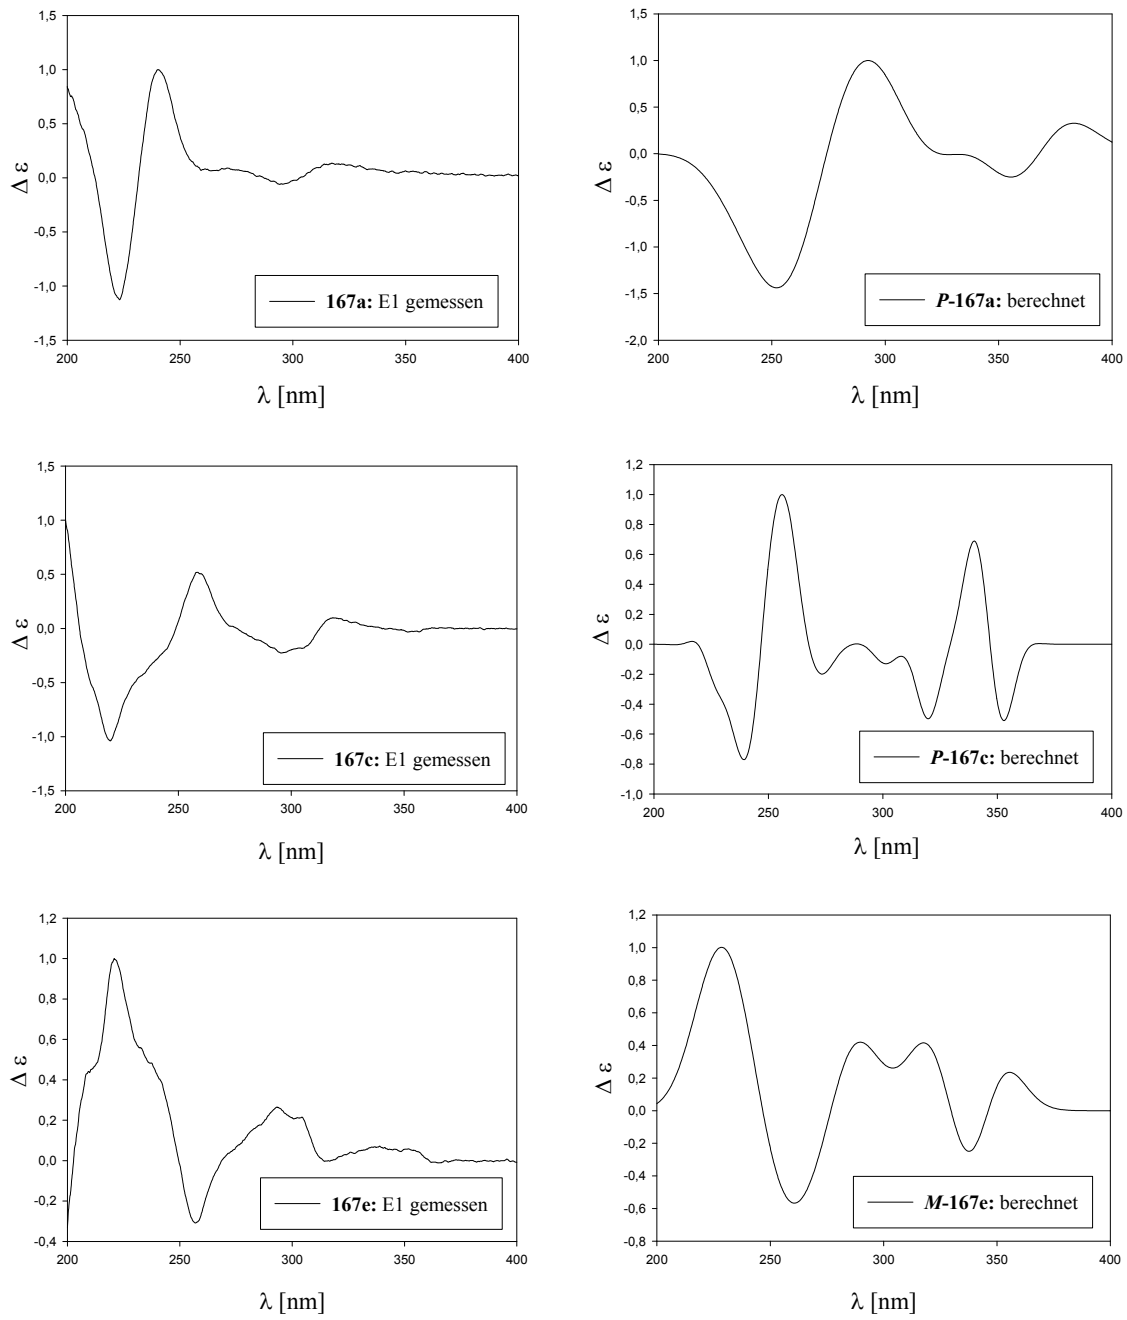 1,5
1,0
0,5
0,0
-0,5
-1,0
-1,5
Δ ε
200 250 300 350 400
λ [nm]
167a: E1 gemessen
1,5
1,0
0,5
0,0
-0,5
-1,0
-1,5
-2,0
Δ ε
200 250 300 350 400
λ [nm]
P-167a: berechnet
1,5
1,0
0,5
0,0
-0,5
-1,0
-1,5
Δ ε
200 250 300 350 400
λ [nm]
167c: E1 gemessen
1,2
1,0
0,8
0,6
0,4
0,2
0,0
-0,2
-0,4
-0,6
-0,8
-1,0
Δ ε
200 250 300 350 400
λ [nm]
P-167c: berechnet
1,2
1,0
0,8
0,6
0,4
0,2
0,0
-0,2
-0,4
Δ ε
200 250 300 350 400
λ [nm]
167e: E1 gemessen
1,2
1,0
0,8
0,6
0,4
0,2
0,0
-0,2
-0,4
-0,6
-0,8
Δ ε
200 250 300 350 400
λ [nm]
M-167e: berechnet